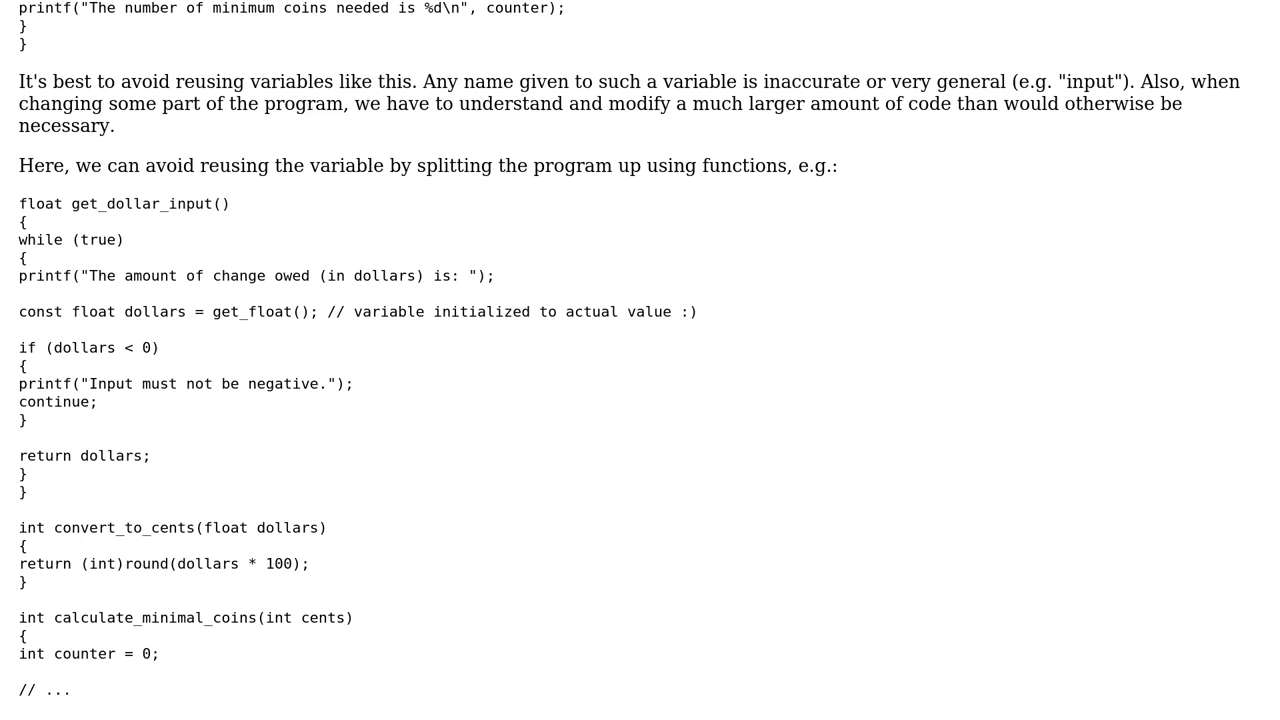 printf("The number of minimum coins needed is %d\n", counter);
}
}
It's best to avoid reusing variables like this. Any name given to such a variable is inaccurate or very general (e.g. "input"). Also, when
changing some part of the program, we have to understand and modify a much larger amount of code than would otherwise be
necessary.
Here, we can avoid reusing the variable by splitting the program up using functions, e.g.:
float get_dollar_input()
{
while (true)
{
printf("The amount of change owed (in dollars) is: ");
const float dollars = get_float(); // variable initialized to actual value :)
if (dollars < 0)
{
printf("Input must not be negative.");
continue;
}
return dollars;
}
}
int convert_to_cents(float dollars)
{
return (int)round(dollars * 100);
}
int calculate_minimal_coins(int cents)
{
int counter = 0;
// ...